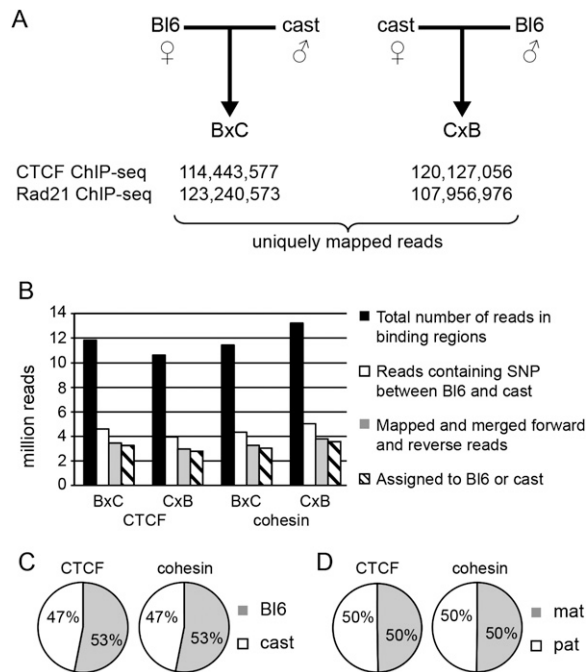 A
Bl6 cast cast Bl6
♀ ♂ ♀ ♂
BxC CxB
CTCF ChIP-seq 114,443,577 120,127,056
Rad21 ChIP-seq 123,240,573 107,956,976
uniquely mapped reads
B
million reads
14
12
10
8
6
4
2
0
BxC CxB BxC CxB
CTCF cohesin
Total number of reads in
binding regions
Reads containing SNP
between Bl6 and cast
Mapped and merged forward
and reverse reads
Assigned to Bl6 or cast
C
CTCF cohesin
47% 53% 47% 53%
Bl6
cast
D
CTCF cohesin
50% 50% 50% 50%
mat
pat